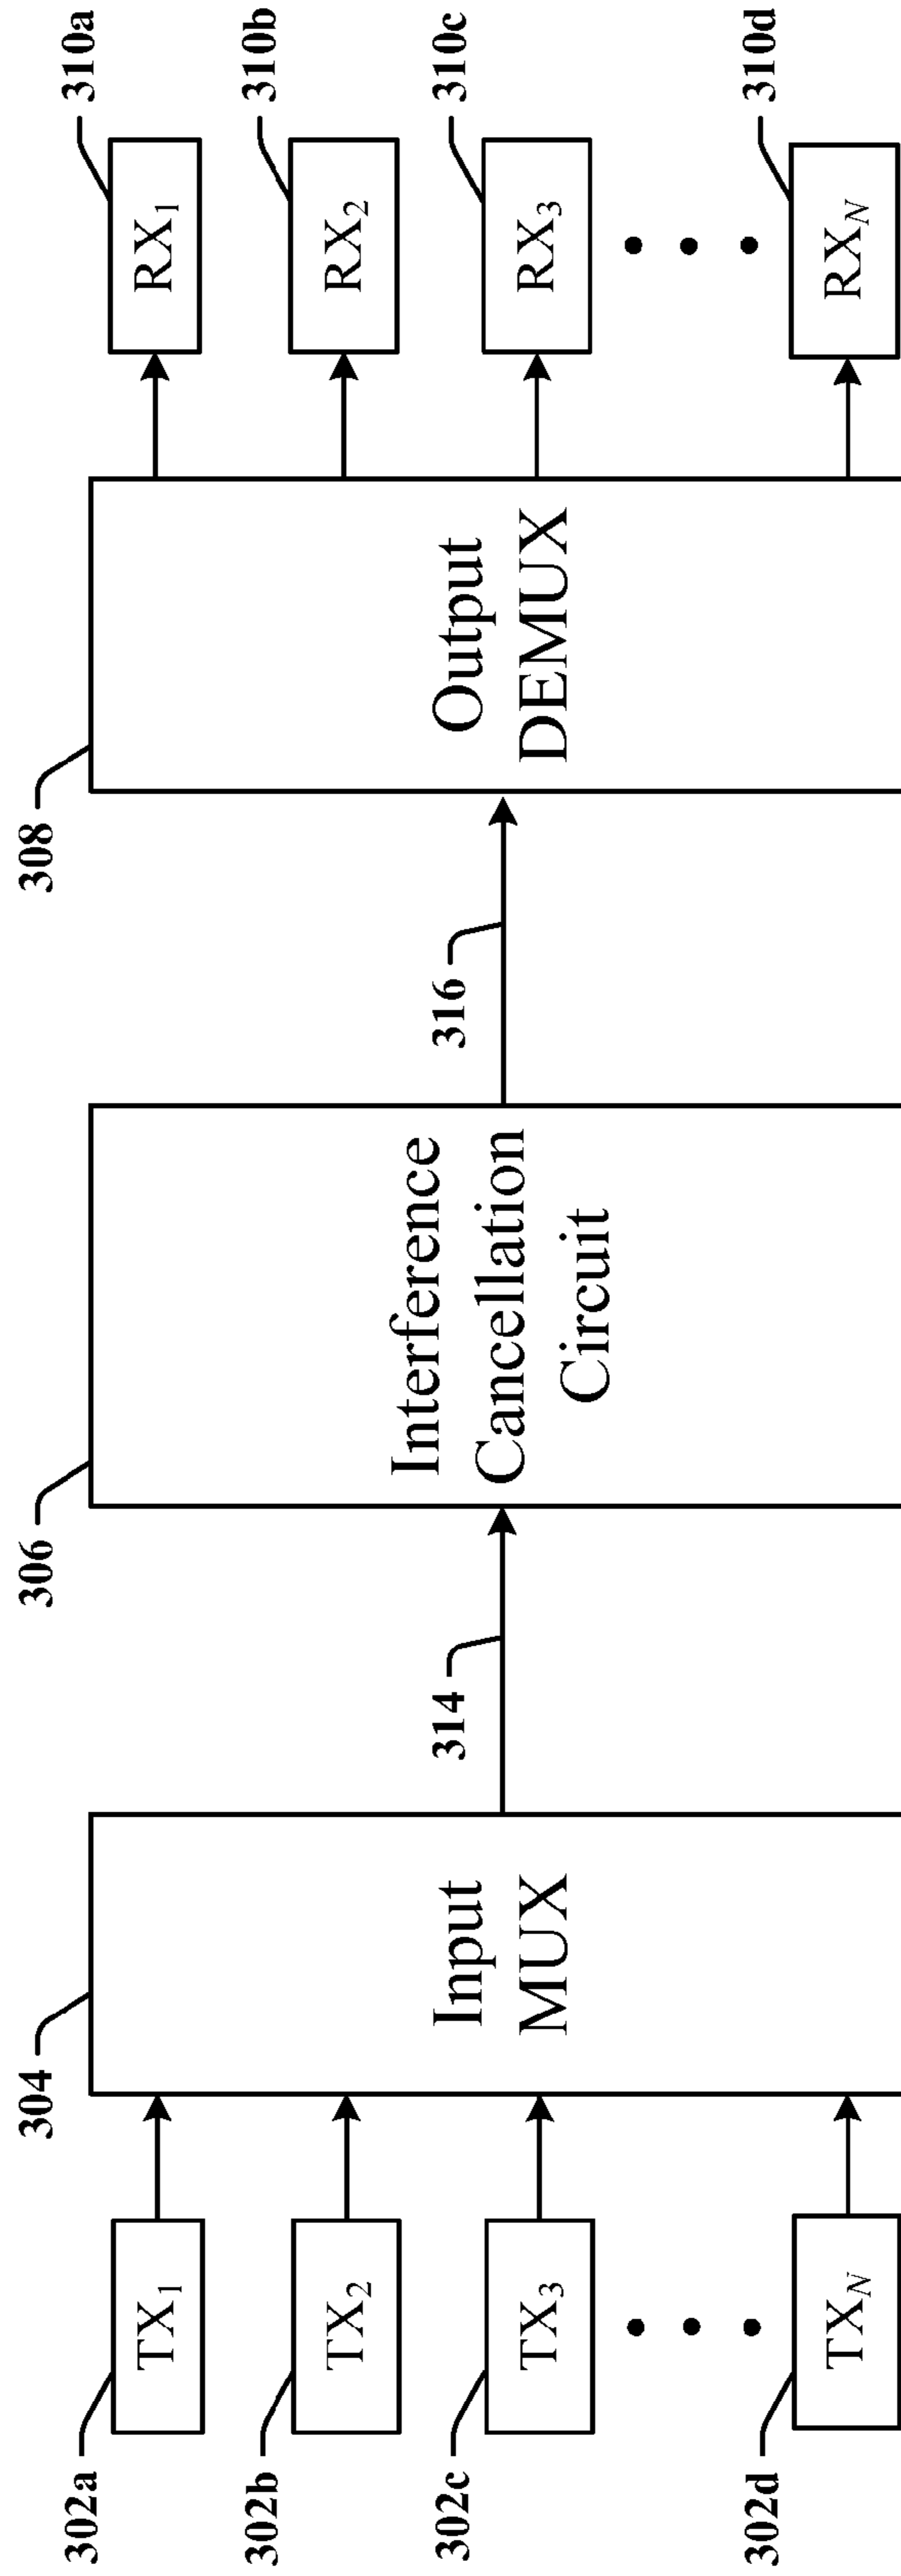 302a
TX1
302b
TX2
302c
TX3
302d
TXN
304
Input
MUX
314
306
Interference
Cancellation
Circuit
316
308
Output
DEMUX
RX1
310a
RX2
310b
RX3
310c
RXN
310d